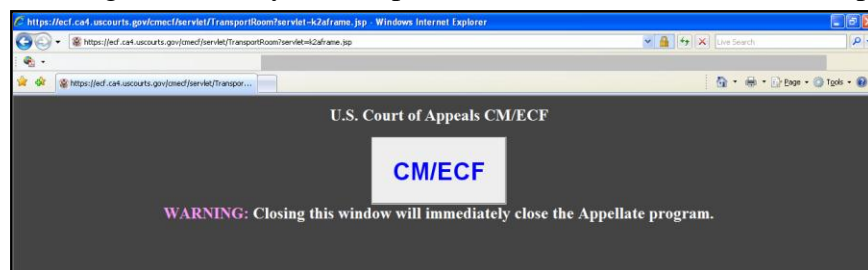 https://ecf.ca4.uscourts.gov/cmecf/servlet/TransportRoom?servlet=k2aframe.jsp - Windows Internet Explorer
https://ecf.ca4.uscourts.gov/cmecf/servlet/TransportRoom?servlet=k2aframe.jsp
Live Search
https://ecf.ca4.uscourts.gov/cmecf/servlet/Transpor...
Page
Tools
U.S. Court of Appeals CM/ECF
CM/ECF
WARNING: Closing this window will immediately close the Appellate program.